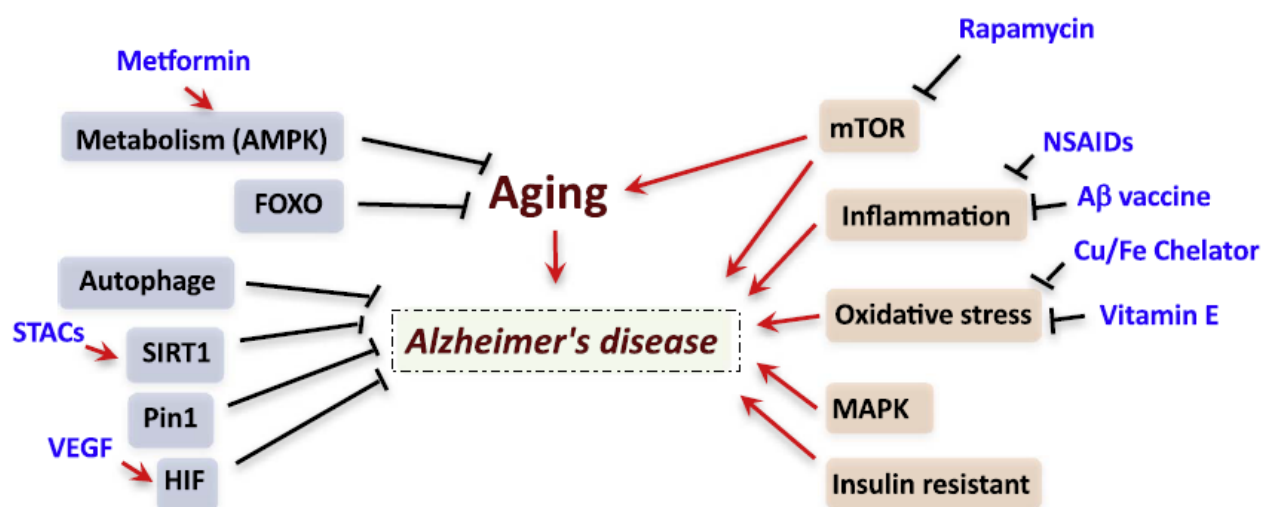 Rapamycin
Metformin
mTOR
Metabolism (AMPK)
NSAIDs
FOXO
Aging
Inflammation
Aβ vaccine
Cu/Fe Chelator
Autophage
Oxidative stress
Vitamin E
STACs
SIRT1
Alzheimer's disease
Pin1
MAPK
VEGF
HIF
Insulin resistant